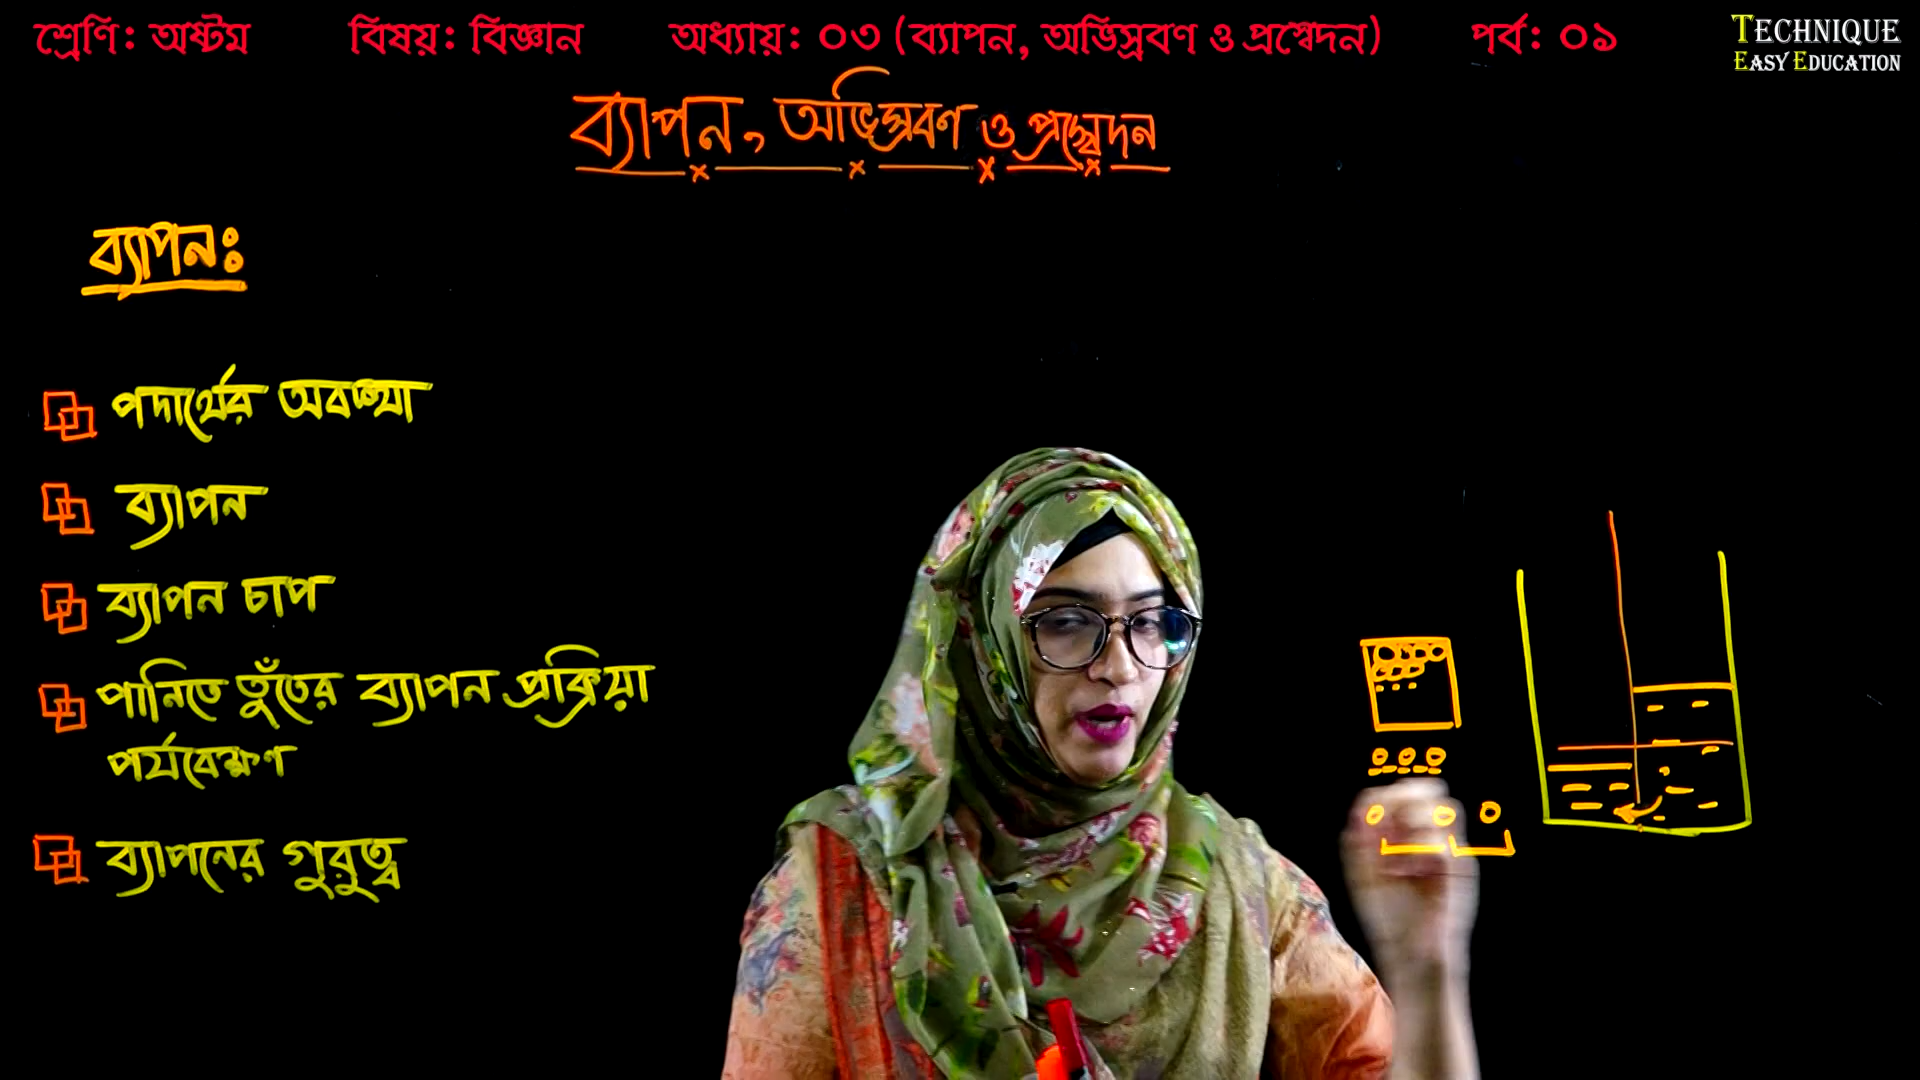 শ্রেণি: অষ্টম বিষয়: বিজ্ঞান অধ্যায়: ০৩ (ব্যাপন, অভিস্রবণ ও প্রস্বেদন) পর্ব: ০১
TECHNIQUE
EASY EDUCATION
ব্যাপন, অভিস্রবণ ও প্রস্বেদন
ব্যাপনঃ
পদার্থের অবস্থা
ব্যাপন
ব্যাপন চাপ
পানিতে তুঁতের ব্যাপন প্রক্রিয়া
পর্যবেক্ষণ
ব্যাপনের গুরুত্ব